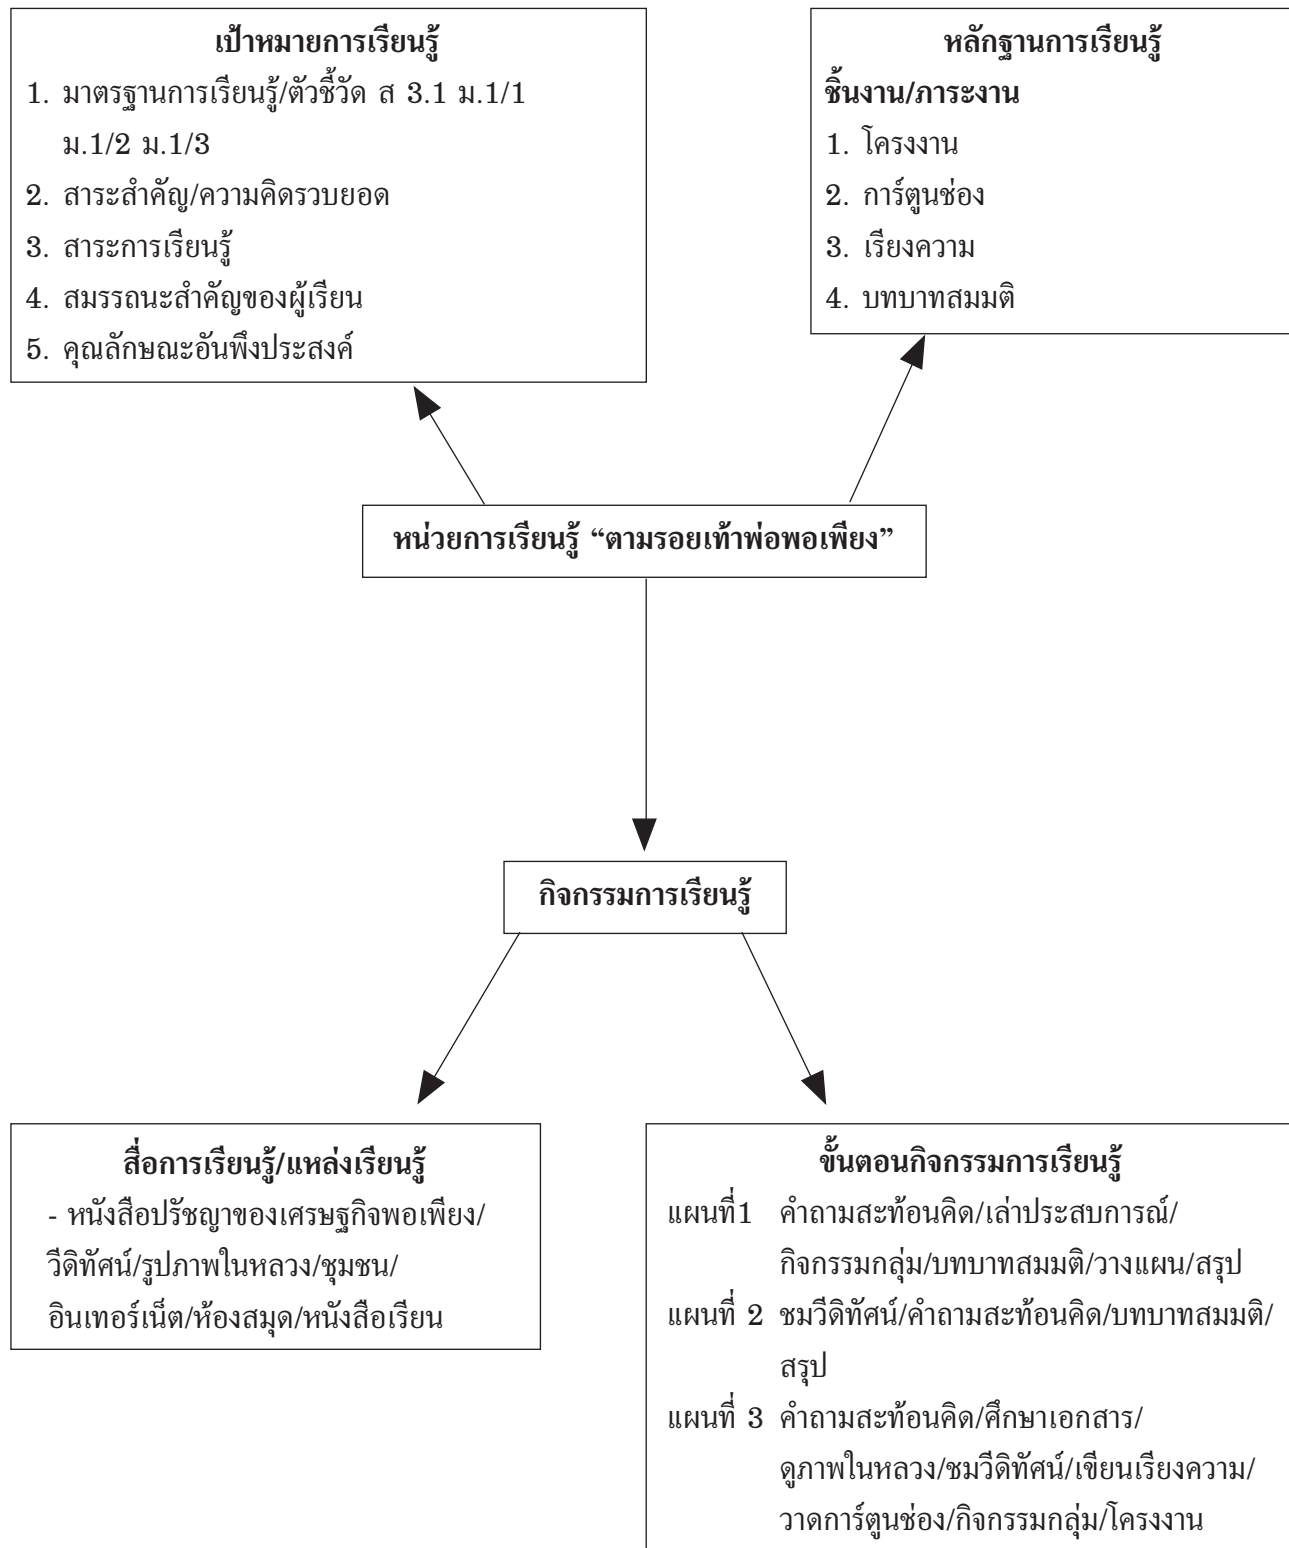 เป้าหมายการเรียนรู้
1. มาตรฐานการเรียนรู้/ตัวชี้วัด ส 3.1 ม.1/1
ม.1/2 ม.1/3
2. สาระสำคัญ/ความคิดรวบยอด
3. สาระการเรียนรู้
4. สมรรถนะสำคัญของผู้เรียน
5. คุณลักษณะอันพึงประสงค์
หลักฐานการเรียนรู้
ชิ้นงาน/ภาระงาน
1. โครงงาน
2. การ์ตูนช่อง
3. เรียงความ
4. บทบาทสมมติ
หน่วยการเรียนรู้ “ตามรอยเท้าพ่อพอเพียง”
กิจกรรมการเรียนรู้
สื่อการเรียนรู้/แหล่งเรียนรู้
- หนังสือปรัชญาของเศรษฐกิจพอเพียง/
วีดิทัศน์/รูปภาพในหลวง/ชุมชน/
อินเทอร์เน็ต/ห้องสมุด/หนังสือเรียน
ขั้นตอนกิจกรรมการเรียนรู้
แผนที่1 คำถามสะท้อนคิด/เล่าประสบการณ์/
กิจกรรมกลุ่ม/บทบาทสมมติ/วางแผน/สรุป
แผนที่ 2 ชมวีดิทัศน์/คำถามสะท้อนคิด/บทบาทสมมติ/
สรุป
แผนที่ 3 คำถามสะท้อนคิด/ศึกษาเอกสาร/
ดูภาพในหลวง/ชมวีดิทัศน์/เขียนเรียงความ/
วาดการ์ตูนช่อง/กิจกรรมกลุ่ม/โครงงาน